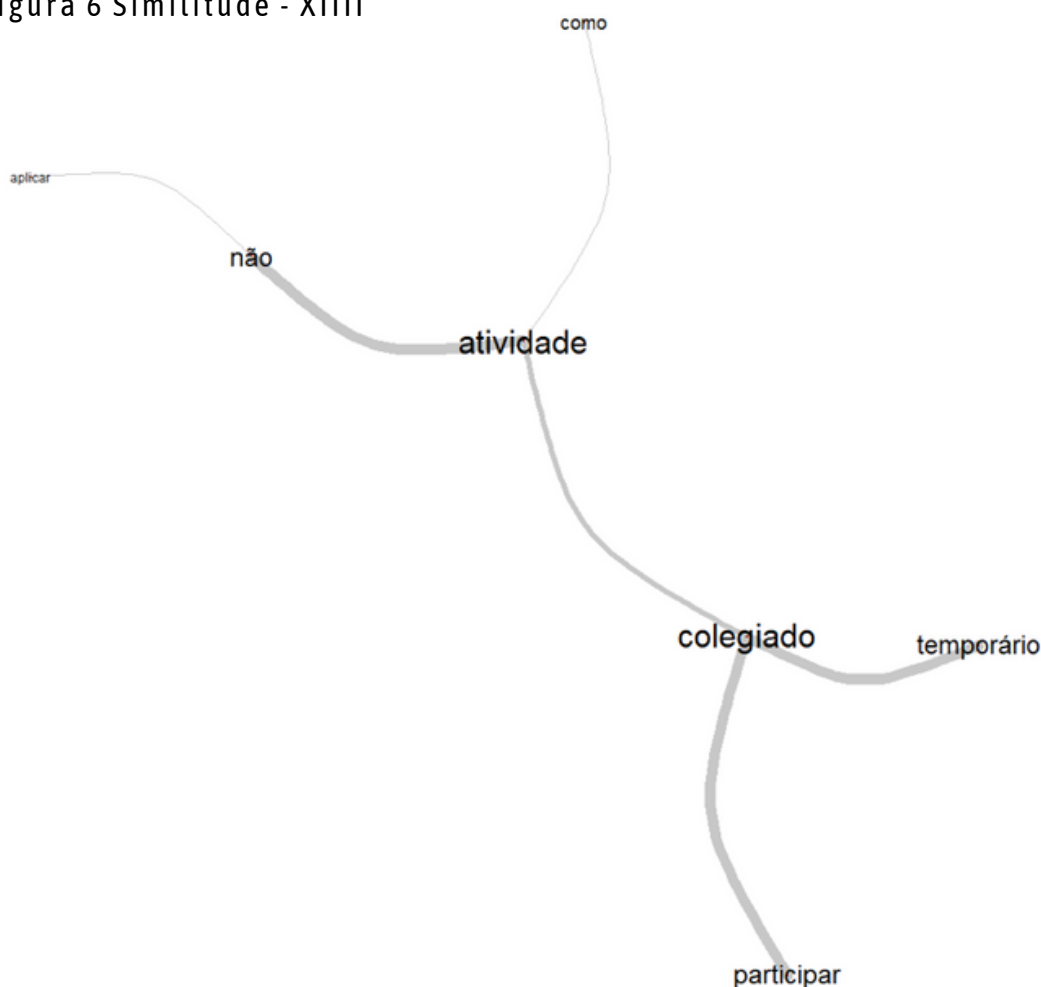 igura 6 Similitude - XIIII
como
aplicar
não
atividade
colegiado
temporário
participar